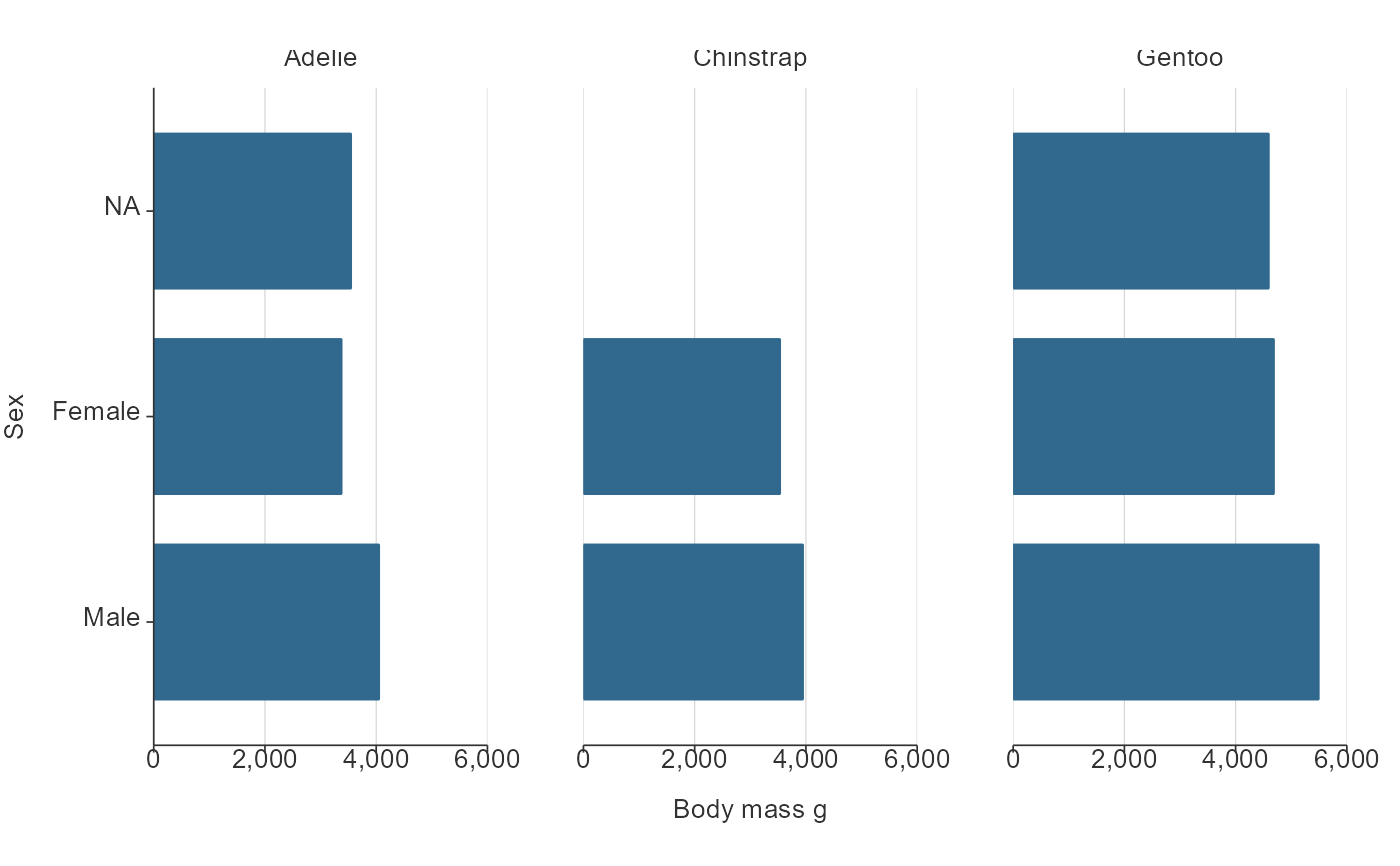 Adelie Chinstrap Gentoo
NA
Female
Male
Sex
0 2,000 4,000 6,000 0 2,000 4,000 6,000 0 2,000 4,000 6,000
Body mass g